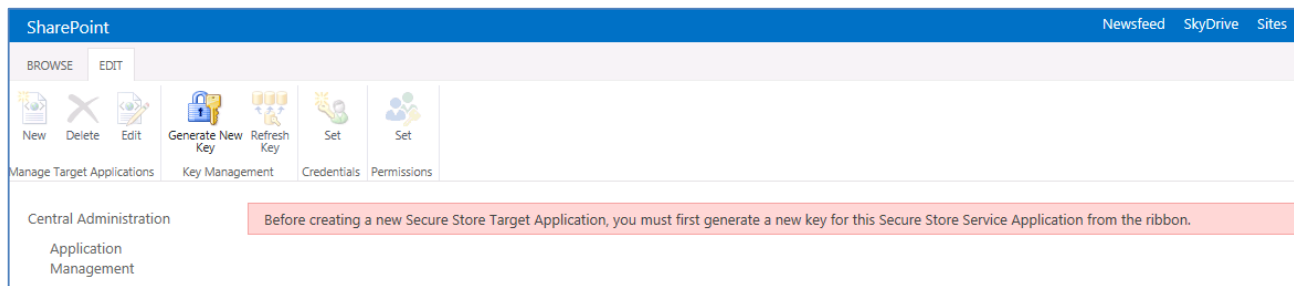 SharePoint Newsfeed SkyDrive Sites
BROWSE EDIT
New Delete Edit Generate New Refresh Set Set
Key Key
Manage Target Applications Key Management Credentials Permissions
Central Administration
Before creating a new Secure Store Target Application, you must first generate a new key for this Secure Store Service Application from the ribbon.
Application
Management